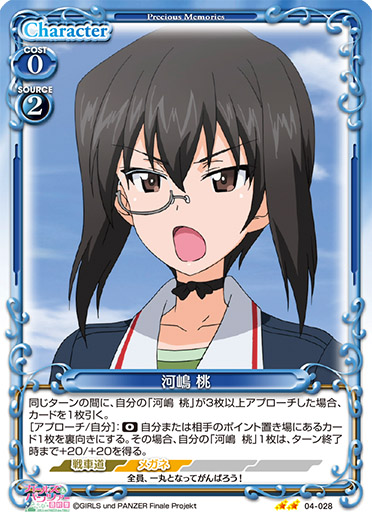 Precious Memories
Character
COST
0
SOURCE
2
河嶋 桃
同じターンの間に、自分の「河嶋 桃」が3枚以上アプローチした場合、
カードを1枚引く。
[アプローチ/自分]:0 自分または相手のポイント置き場にあるカー
ド1枚を裏向きにする。その場合、自分の「河嶋 桃」1枚は、ターン終了
時まで+20/+20を得る。
戦車道 メガネ
全員、一丸となってがんばろう!
©GIRLS und PANZER Finale Projekt
04-028